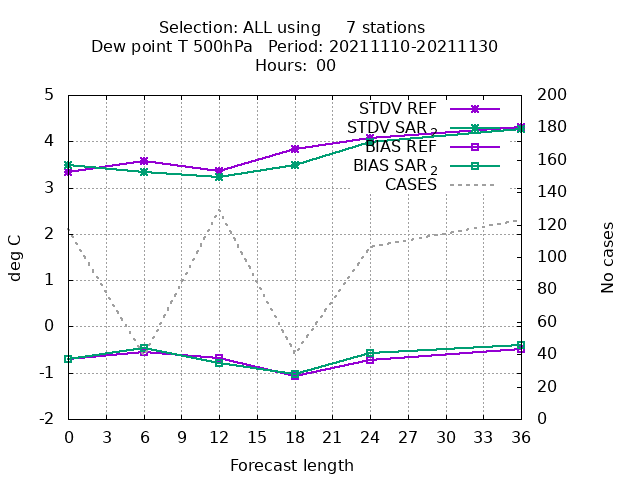 Selection: ALL using     7 stations
Dew point T 500hPa   Period: 20211110-20211130
Hours: 00
STDV REF
STDV SAR 2
BIAS REF
BIAS SAR 2
CASES
deg C
5
4
3
2
1
0
-1
-2
No cases
200
180
160
140
120
100
80
60
40
20
0
0 3 6 9 12 15 18 21 24 27 30 33 36
Forecast length